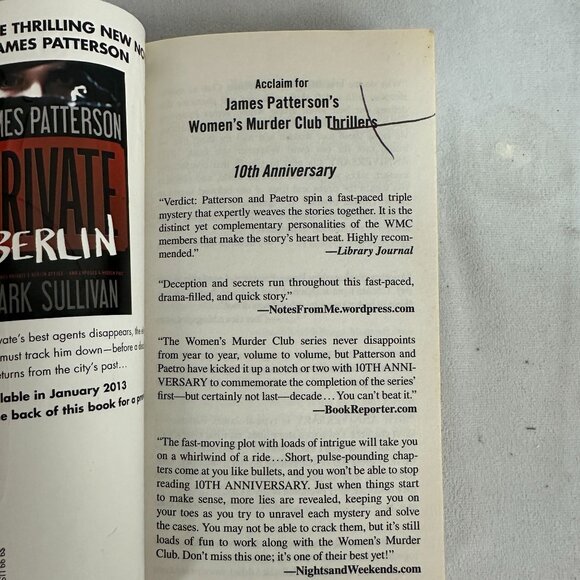 E THRILLING NEW NO
AMES PATTERSON
MES PATTERSON
RIVATE
BERLIN
ARK SULLIVAN
vate's best agents disappears, the
must track him down—before a
eturns from the city's past…
ilable in January 2013
e back of this book for a
Acclaim for
James Patterson's
Women's Murder Club Thrillers
10th Anniversary
“Verdict: Patterson and Paetro spin a fast-paced triple
mystery that expertly weaves the stories together. It is the
distinct yet complementary personalities of the WMC
members that make the story's heart beat. Highly recom-
mended.” —Library Journal
“Deception and secrets run throughout this fast-paced,
drama-filled, and quick story.”
—NotesFromMe.wordpress.com
“The Women's Murder Club series never disappoints
from year to year, volume to volume, but Patterson and
Paetro have kicked it up a notch or two with 10TH ANNI-
VERSARY to commemorate the completion of the series'
first—but certainly not last—decade… You can't beat it.”
—BookReporter.com
“The fast-moving plot with loads of intrigue will take you
on a whirlwind of a ride…Short, pulse-pounding chap-
ters come at you like bullets, and you won't be able to stop
reading 10TH ANNIVERSARY. Just when things start
to make sense, more lies are revealed, keeping you on
your toes as you try to unravel each mystery and solve
the cases. You may not be able to crack them, but it's still
loads of fun to work along with the Women's Murder
Club. Don't miss this one; it's one of their best yet!”
—NightsandWeekends.com